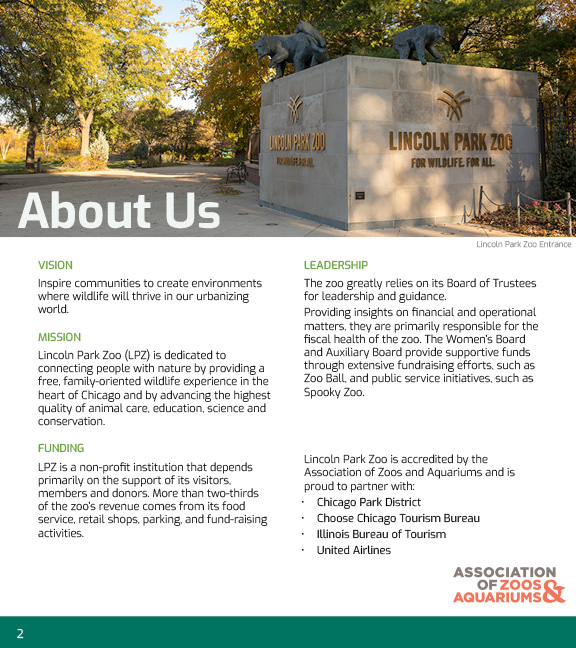 LINCOLN PARK ZOO
FOR WILDLIFE. FOR ALL.
LINCOLN PARK ZOO
FOR WILDLIFE. FOR ALL.
About Us
Lincoln Park Zoo Entrance
VISION
Inspire communities to create environments
where wildlife will thrive in our urbanizing
world.
MISSION
Lincoln Park Zoo (LPZ) is dedicated to
connecting people with nature by providing a
free, family-oriented wildlife experience in the
heart of Chicago and by advancing the highest
quality of animal care, education, science and
conservation.
FUNDING
LPZ is a non-profit institution that depends
primarily on the support of its visitors,
members and donors. More than two-thirds
of the zoo's revenue comes from its food
service, retail shops, parking, and fund-raising
activities.
LEADERSHIP
The zoo greatly relies on its Board of Trustees
for leadership and guidance.
Providing insights on financial and operational
matters, they are primarily responsible for the
fiscal health of the zoo. The Women's Board
and Auxiliary Board provide supportive funds
through extensive fundraising efforts, such as
Zoo Ball, and public service initiatives, such as
Spooky Zoo.
Lincoln Park Zoo is accredited by the
Association of Zoos and Aquariums and is
proud to partner with:
• Chicago Park District
• Choose Chicago Tourism Bureau
• Illinois Bureau of Tourism
• United Airlines
ASSOCIATION
OF ZOOS
& AQUARIUMS
2